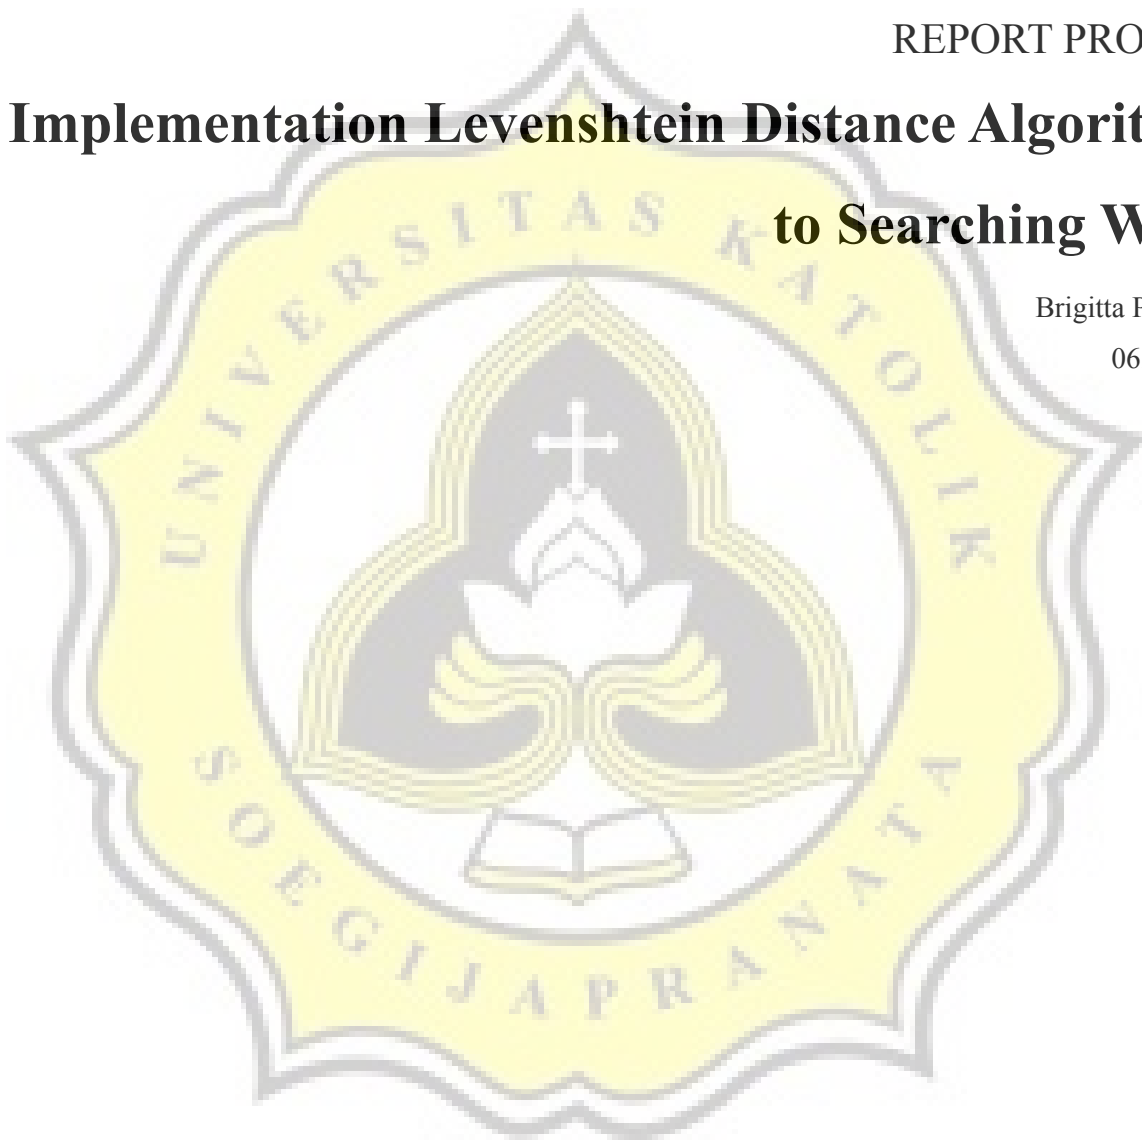 REPORT PRO
Implementation Levenshtein Distance Algorit
to Searching W
Brigitta P
06
UNIVERSITAS KATOLIK
SOEGIJAPRANATA